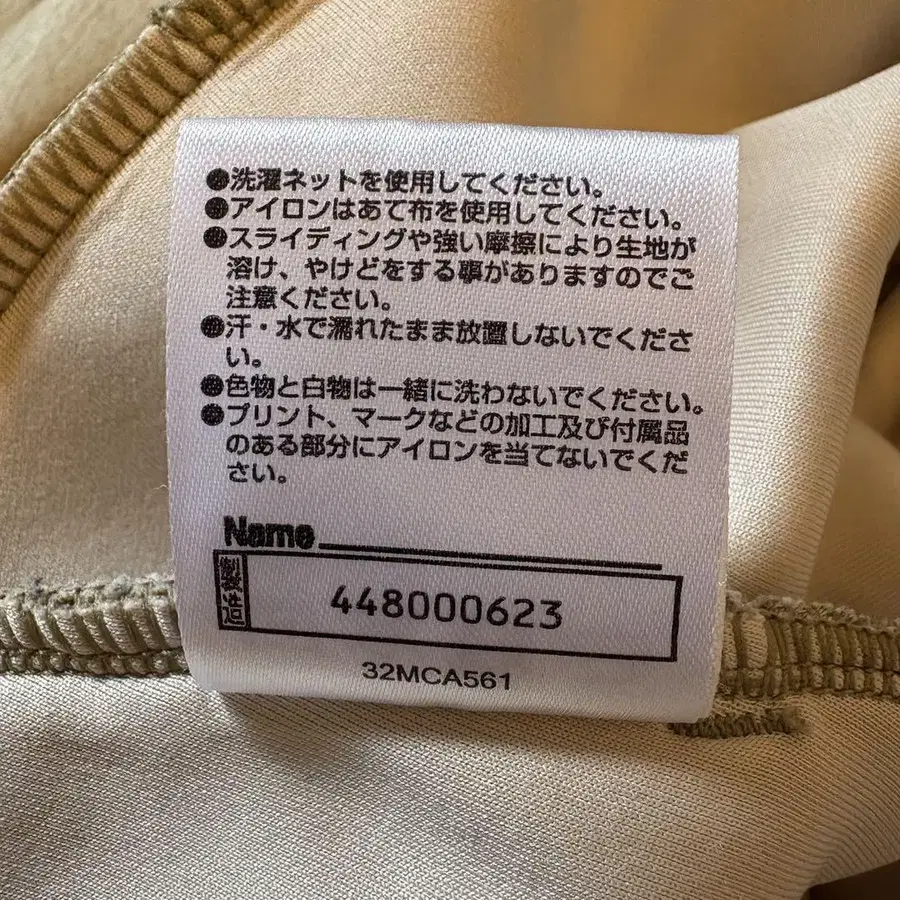 ●洗濯ネットを使用してください。
●アイロンはあて布を使用してください。
●スライディングや強い摩擦により生地が
溶け、やけどをする事がありますのでご
注意ください。
●汗・水で濡れたまま放置しないでくださ
い。
●色物と白物は一緒に洗わないでください。
●プリント、マークなどの加工及び付属品
のある部分にアイロンを当てないでくだ
さい。
Name
製造 448000623
32MCA561